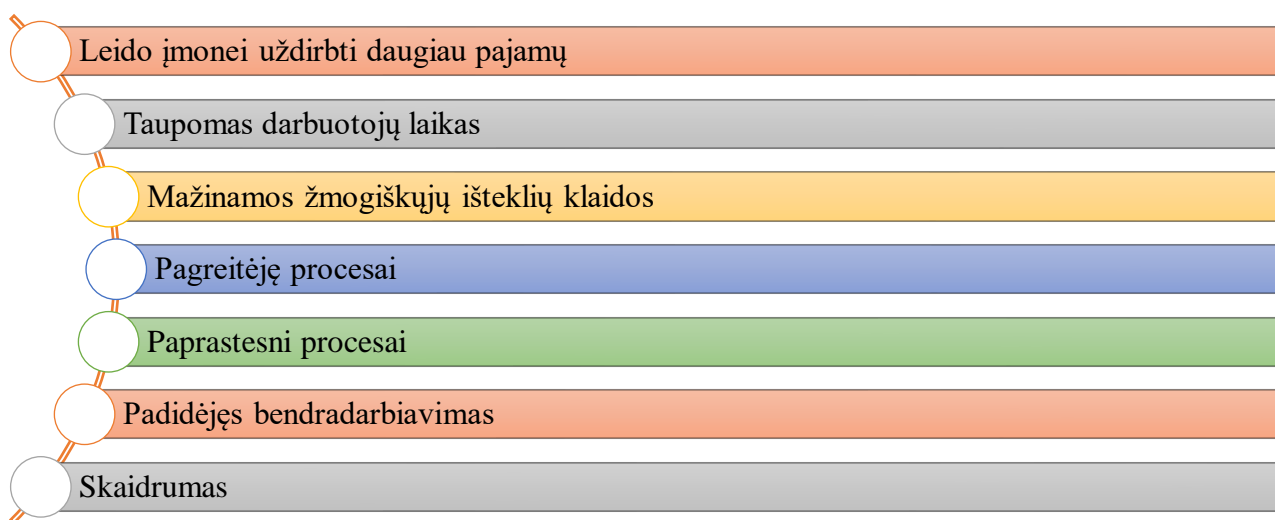 Leido įmonei uždirbti daugiau pajamų
Taupomas darbuotojų laikas
Mažinamos žmogiškųjų išteklių klaidos
Pagreitėję procesai
Paprastesni procesai
Padidėjęs bendradarbiavimas
Skaidrumas